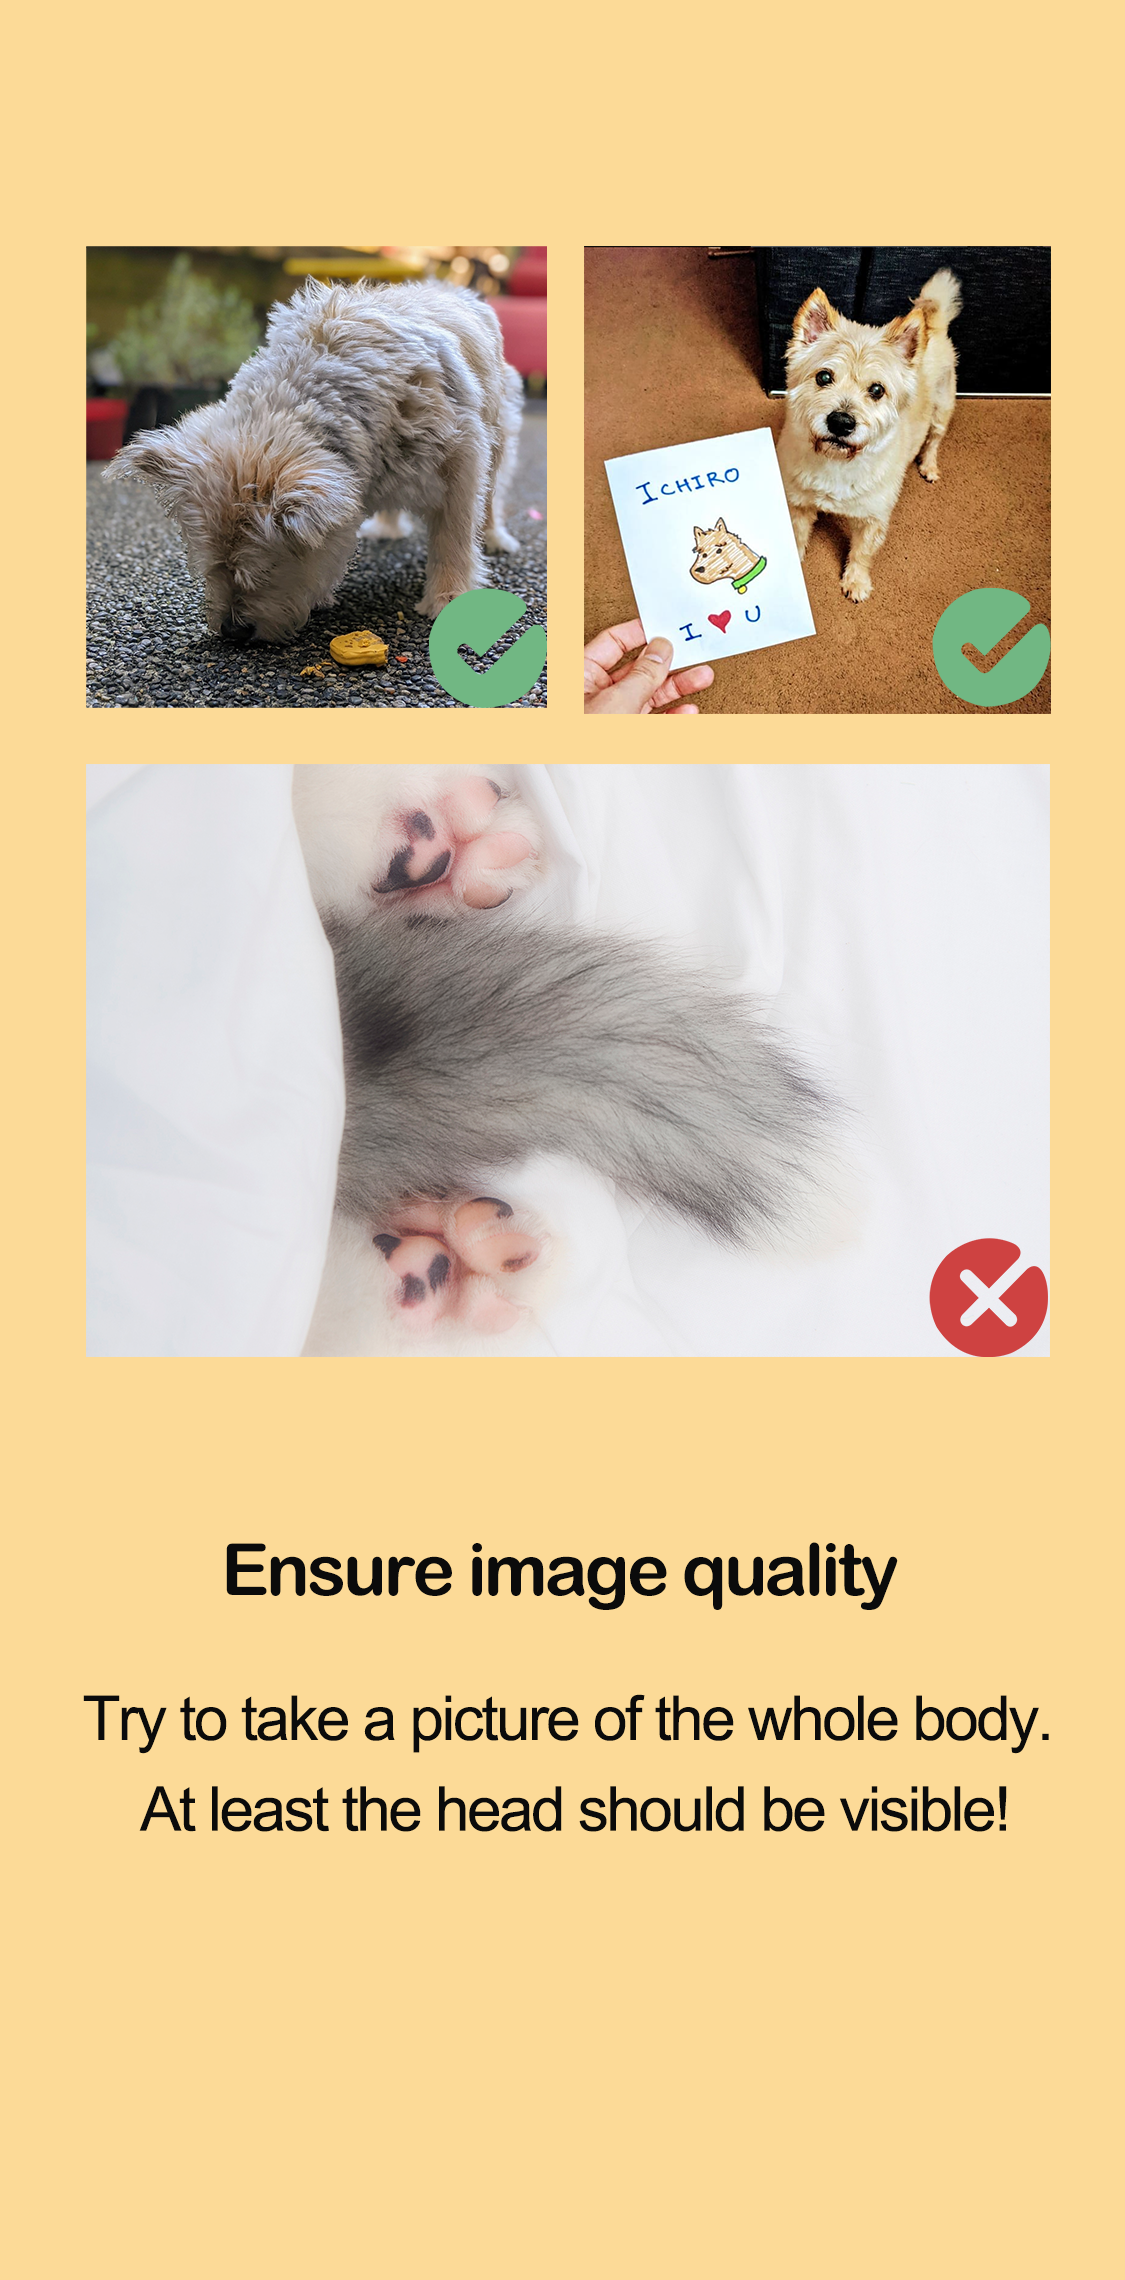 ICHIRO
I ❤ U
Ensure image quality
Try to take a picture of the whole body.
At least the head should be visible!